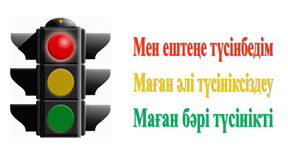 Мен ештеңе түсінбедім
Маған әлі түсініксіздеу
Маған бәрі түсінікті